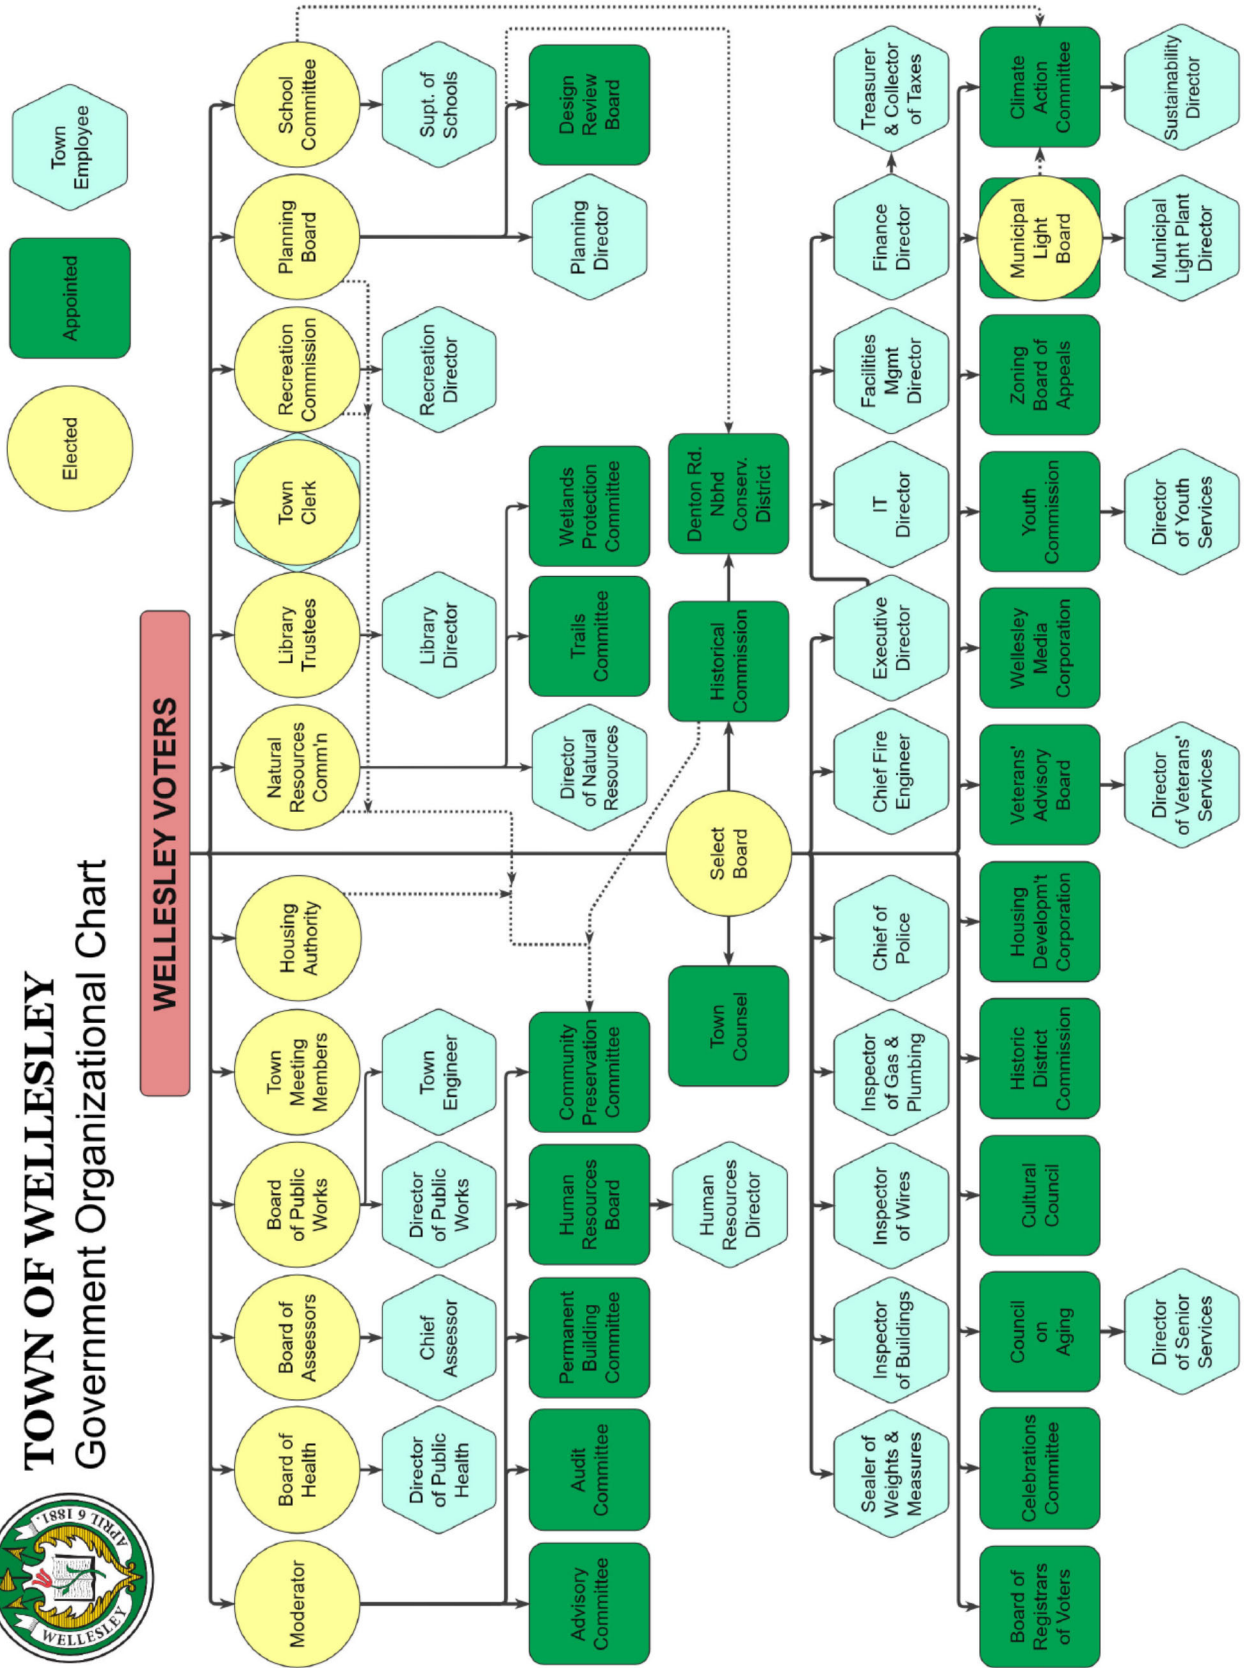 APRIL 6 1881.
WELLESLEY
TOWN OF WELLESLEY
Government Organizational Chart
Elected
Appointed
Town
Employee
WELLESLEY VOTERS
Moderator
Board of
Health
Board of
Assessors
Board
of Public
Works
Town
Meeting
Members
Housing
Authority
Natural
Resources
Comm'n
Library
Trustees
Town
Clerk
Recreation
Commission
Planning
Board
School
Committee
Director
of Public
Health
Chief
Assessor
Director
of Public
Works
Town
Engineer
Library
Director
Recreation
Director
Supt. of
Schools
Advisory
Committee
Audit
Committee
Permanent
Building
Committee
Human
Resources
Board
Community
Preservation
Committee
Director
of Natural
Resources
Trails
Committee
Wetlands
Protection
Committee
Planning
Director
Design
Review
Board
Human
Resources
Director
Town
Counsel
Select
Board
Historical
Commission
Denton Rd.
Nbhd
Conserv.
District
Sealer of
Weights &
Measures
Inspector
of Buildings
Inspector
of Wires
Inspector
of Gas &
Plumbing
Chief of
Police
Chief Fire
Engineer
Executive
Director
IT
Director
Facilities
Mgmt
Director
Finance
Director
Treasurer
& Collector
of Taxes
Board of
Registrars
of Voters
Celebrations
Committee
Council
on
Aging
Cultural
Council
Historic
District
Commission
Housing
Developm't
Corporation
Veterans'
Advisory
Board
Wellesley
Media
Corporation
Youth
Commission
Zoning
Board of
Appeals
Municipal
Light
Board
Climate
Action
Committee
Director
of Senior
Services
Director
of Veterans'
Services
Director
of Youth
Services
Municipal
Light Plant
Director
Sustainability
Director